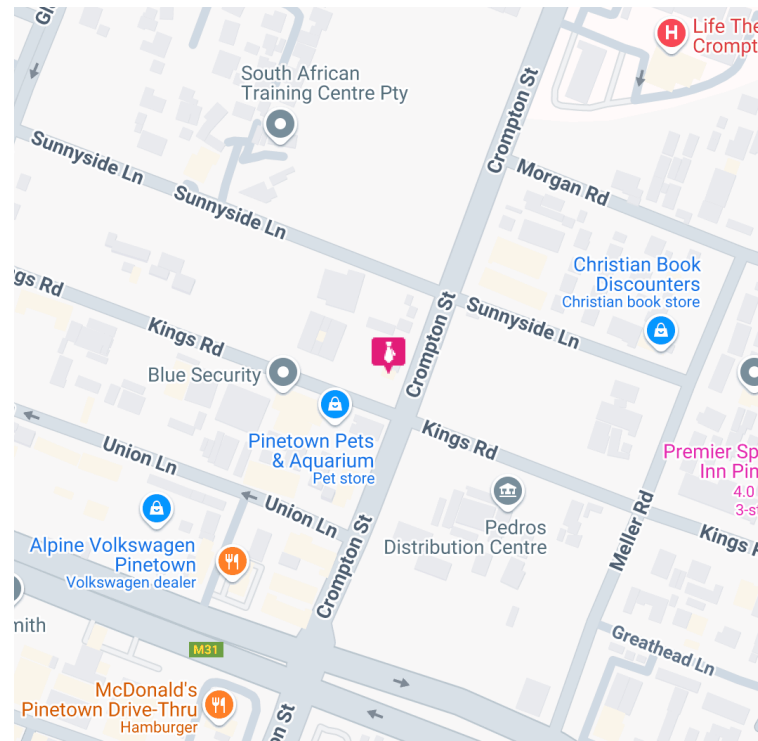 Life The
Crompt
South African
Training Centre Pty
Crompton St
Sunnyside Ln
Sunnyside Ln
Morgan Rd
Christian Book
Discounters
Christian book store
gs Rd
Kings Rd
Crompton St
Sunnyside Ln
Blue Security
Pinetown Pets
& Aquarium
Pet store
Kings Rd
Union Ln
Premier Sp
Inn Pin
4.0
3-st
Union Ln
Alpine Volkswagen
Pinetown
Volkswagen dealer
Pedros
Distribution Centre
Meller Rd
Kings R
Crompton St
mith
M31
Greathead Ln
McDonald's
Pinetown Drive-Thru
Hamburger
on St